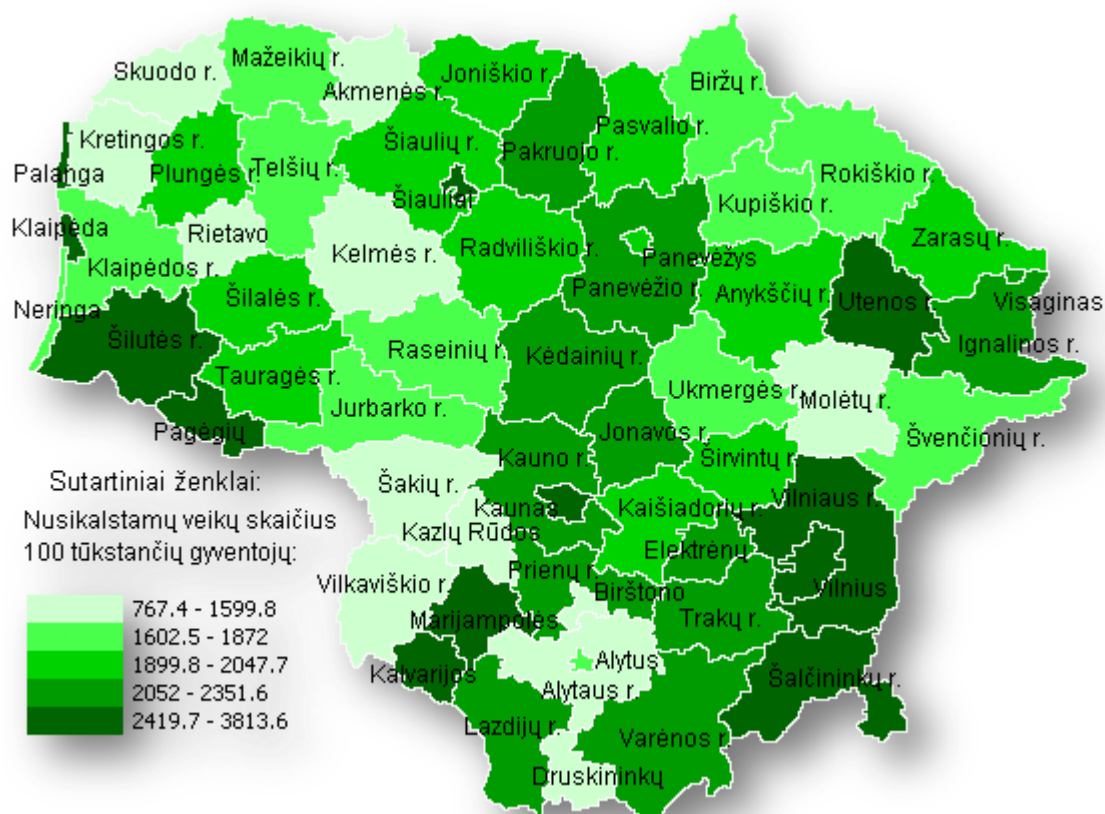 Mažeikių r.
Skuodo r.
Akmenės r.
Joniškio r.
Biržų r.
Kretingos r.
Šiaulių r.
Pasvalio r.
Pakruojo r.
Palanga
Plungės r.
Telšių r.
Rokiškio r.
Šiauliai
Kupiškio r.
Klaipėda
Rietavo
Zarasų r.
Kelmės r.
Radviliškio r.
Panevėžys
Klaipėdos r.
Panevėžio r.
Anykščių r.
Utenos r.
Visaginas
Neringa
Šilalės r.
Šilutės r.
Raseinių r.
Kėdainių r.
Ignalinos r.
Tauragės r.
Ukmergės r.
Molėtų r.
Jurbarko r.
Pagėgių
Jonavos r.
Švenčionių r.
Kauno r.
Širvintų r.
Sutartiniai ženklai:
Šakių r.
Kaunas
Kaišiadorių r.
Vilniaus r.
Nusikalstamų veikų skaičius
100 tūkstančių gyventojų:
Kazlų Rūdos
Elektrėnų
Vilkaviškio r.
Prienų r.
Birštono
Vilnius
767.4 - 1599.8
Marijampolės
Trakų r.
1602.5 - 1872
Alytus
1899.8 - 2047.7
Kalvarijos
Alytaus r.
Šalčininkų r.
2052 - 2351.6
2419.7 - 3813.6
Lazdijų r.
Varėnos r.
Druskininkų